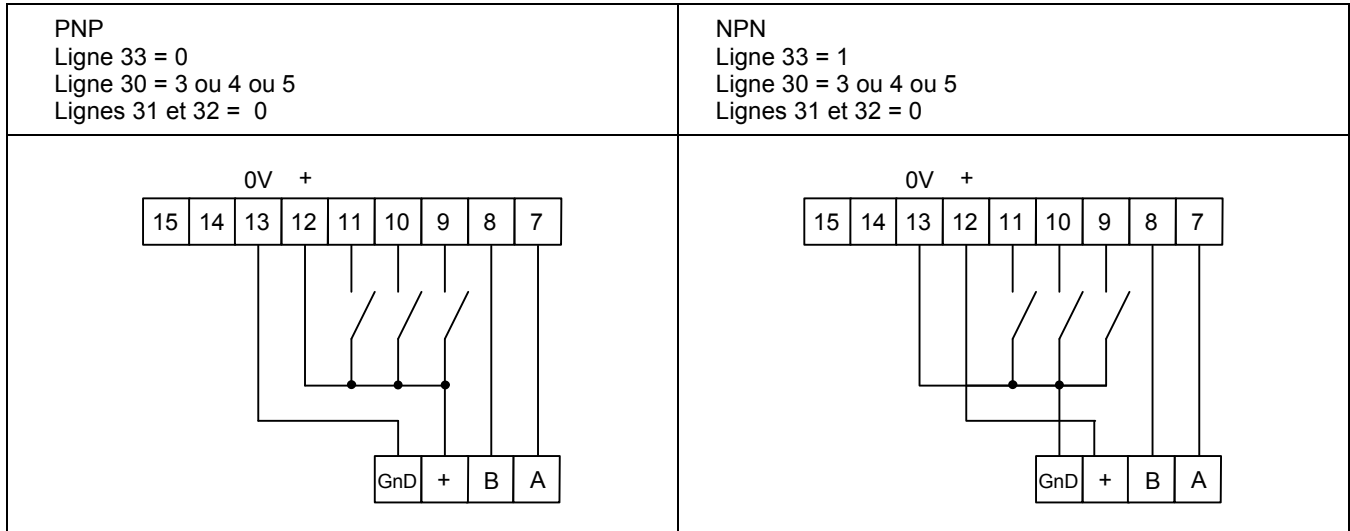 PNP
Ligne 33 = 0
Ligne 30 = 3 ou 4 ou 5
Lignes 31 et 32 = 0
NPN
Ligne 33 = 1
Ligne 30 = 3 ou 4 ou 5
Lignes 31 et 32 = 0
0V +
15 14 13 12 11 10 9 8 7
GnD + B A
0V +
15 14 13 12 11 10 9 8 7
GnD + B A